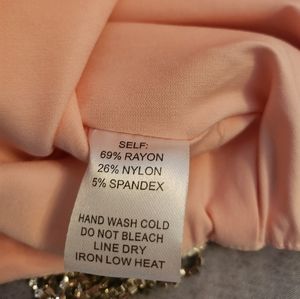 SELF:
69% RAYON
26% NYLON
5% SPANDEX
HAND WASH COLD
DO NOT BLEACH
LINE DRY
IRON LOW HEAT